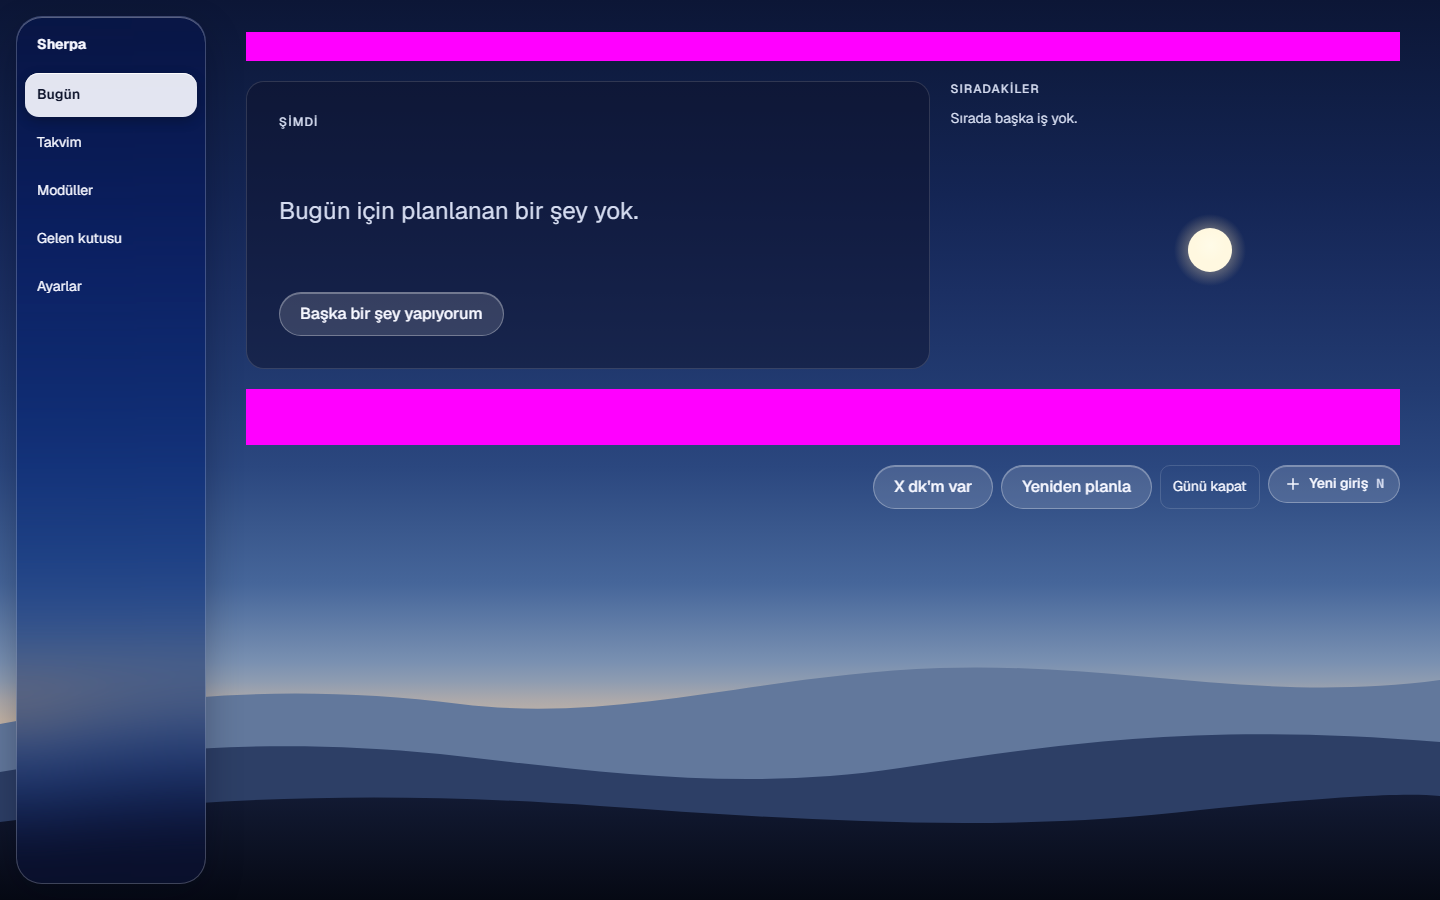 Sherpa
Bugün
Takvim
Modüller
Gelen kutusu
Ayarlar
ŞİMDİ
Bugün için planlanan bir şey yok.
Başka bir şey yapıyorum
SIRADAKİLER
Sırada başka iş yok.
X dk'm var
Yeniden planla
Günü kapat
+ Yeni giriş N